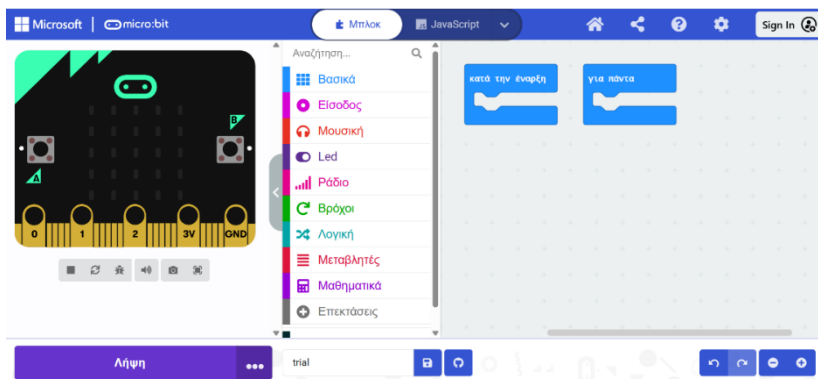 Microsoft micro:bit Μπλοκ JavaScript Sign In
Αναζήτηση...
Βασικά
Είσοδος
Μουσική
Led
Ράδιο
Βρόχοι
Λογική
Μεταβλητές
Μαθηματικά
Επεκτάσεις
κατά την έναρξη
για πάντα
B
A
0 1 2 3V GND
Λήψη
trial